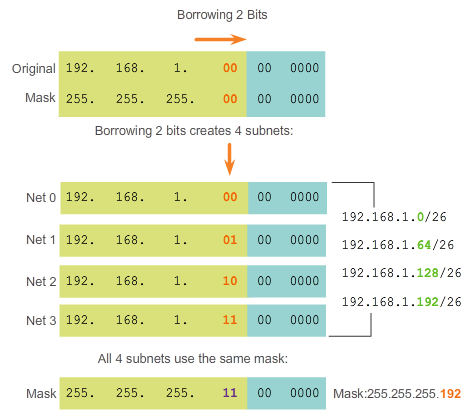 Borrowing 2 Bits
Original 192. 168. 1. 00 00 0000
Mask 255. 255. 255. 00 00 0000
Borrowing 2 bits creates 4 subnets:
Net 0 192. 168. 1. 00 00 0000
192.168.1.0/26
Net 1 192. 168. 1. 01 00 0000
192.168.1.64/26
Net 2 192. 168. 1. 10 00 0000
192.168.1.128/26
Net 3 192. 168. 1. 11 00 0000
192.168.1.192/26
All 4 subnets use the same mask:
Mask 255. 255. 255. 11 00 0000 Mask:255.255.255.192